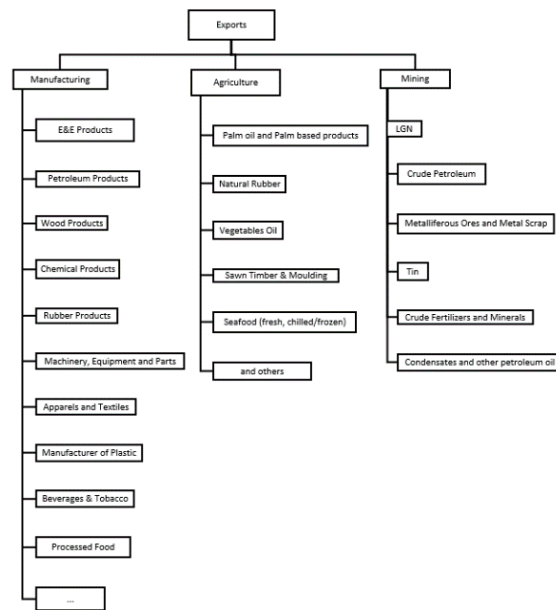 Exports
Manufacturing
E&E Products
Petroleum Products
Wood Products
Chemical Products
Rubber Products
Machinery, Equipment and Parts
Apparels and Textiles
Manufacturer of Plastic
Beverages & Tobacco
Processed Food
...
Agriculture
Palm oil and Palm based products
Natural Rubber
Vegetables Oil
Sawn Timber & Moulding
Seafood (fresh, chilled/frozen)
and others
Mining
LGN
Crude Petroleum
Metalliferous Ores and Metal Scrap
Tin
Crude Fertilizers and Minerals
Condensates and other petroleum oil